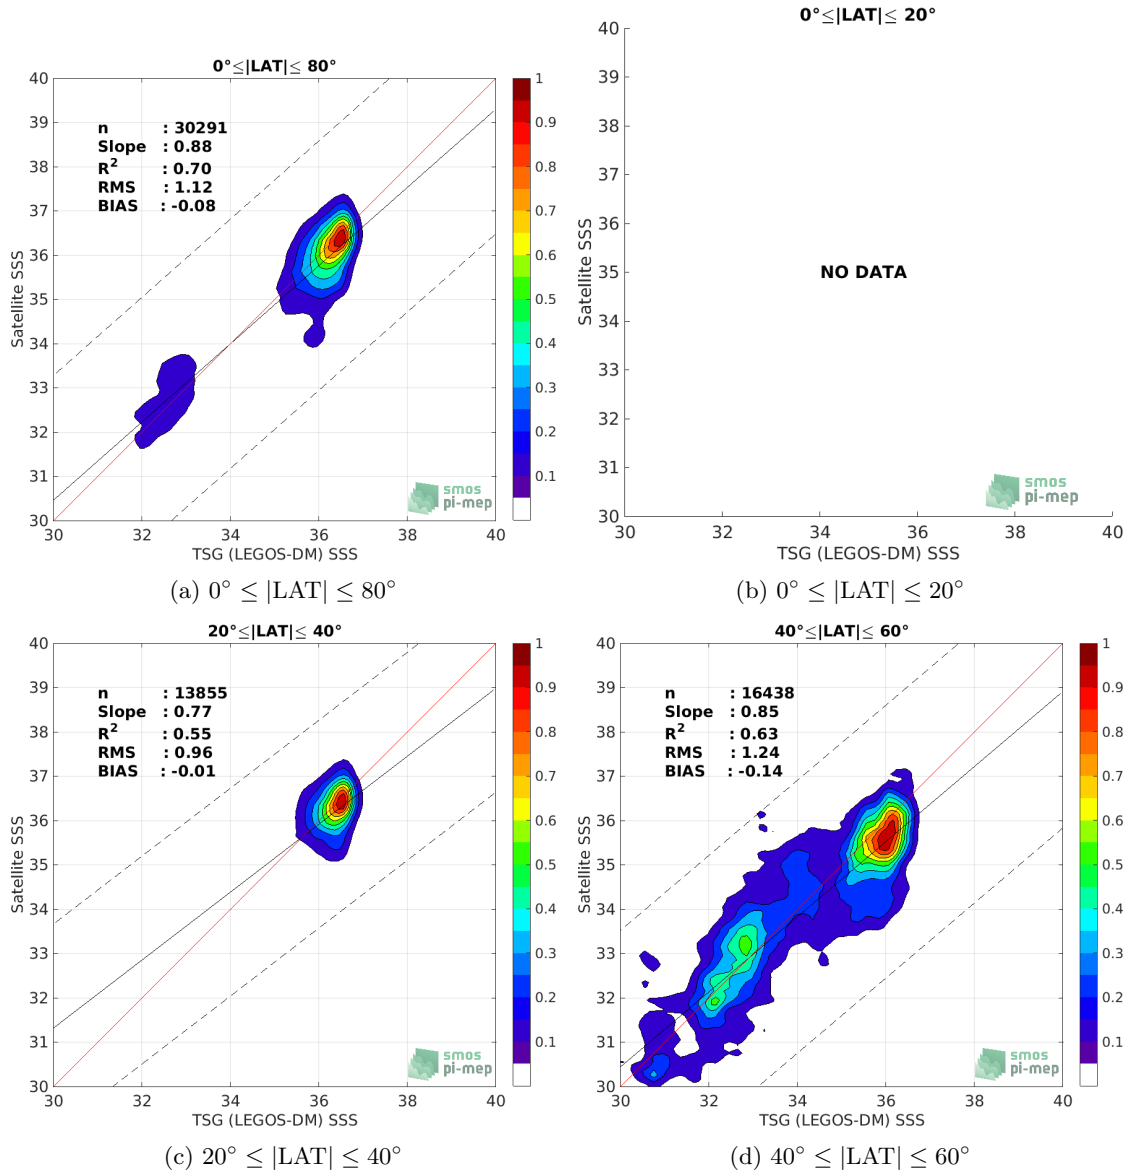 0°≤|LAT|≤ 80°
40
39
38
37
36
35
34
33
32
31
30
30 32 34 36 38 40
Satellite SSS
TSG (LEGOS-DM) SSS
n : 30291
Slope : 0.88
R² : 0.70
RMS : 1.12
BIAS : -0.08
1
0.9
0.8
0.7
0.6
0.5
0.4
0.3
0.2
0.1
smos
pi-mep
(a) 0° ≤ |LAT| ≤ 80°
0°≤|LAT|≤ 20°
40
39
38
37
36
35
34
33
32
31
30
30 32 34 36 38 40
Satellite SSS
TSG (LEGOS-DM) SSS
NO DATA
smos
pi-mep
(b) 0° ≤ |LAT| ≤ 20°
20°≤|LAT|≤ 40°
40
39
38
37
36
35
34
33
32
31
30
30 32 34 36 38 40
Satellite SSS
TSG (LEGOS-DM) SSS
n : 13855
Slope : 0.77
R² : 0.55
RMS : 0.96
BIAS : -0.01
1
0.9
0.8
0.7
0.6
0.5
0.4
0.3
0.2
0.1
smos
pi-mep
(c) 20° ≤ |LAT| ≤ 40°
40°≤|LAT|≤ 60°
40
39
38
37
36
35
34
33
32
31
30
30 32 34 36 38 40
Satellite SSS
TSG (LEGOS-DM) SSS
n : 16438
Slope : 0.85
R² : 0.63
RMS : 1.24
BIAS : -0.14
1
0.9
0.8
0.7
0.6
0.5
0.4
0.3
0.2
0.1
smos
pi-mep
(d) 40° ≤ |LAT| ≤ 60°